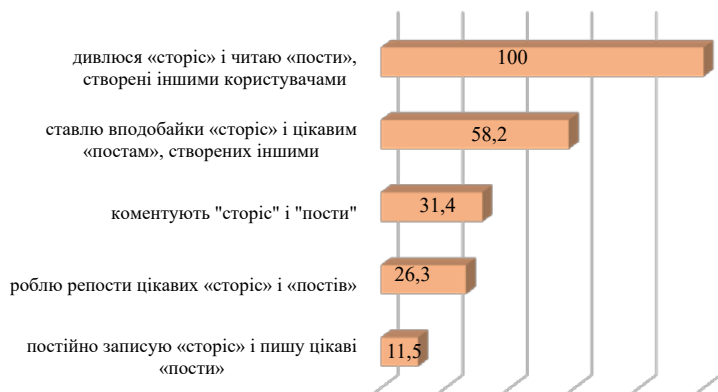 дивлюся «сторіс» і читаю «пости»,
створені іншими користувачами
100
ставлю вподобайки «сторіс» і цікавим
«постам», створених іншими
58,2
коментують "сторіс" і "пости"
31,4
роблю репости цікавих «сторіс» і «постів»
26,3
постійно записую «сторіс» і пишу цікаві
«пости»
11,5